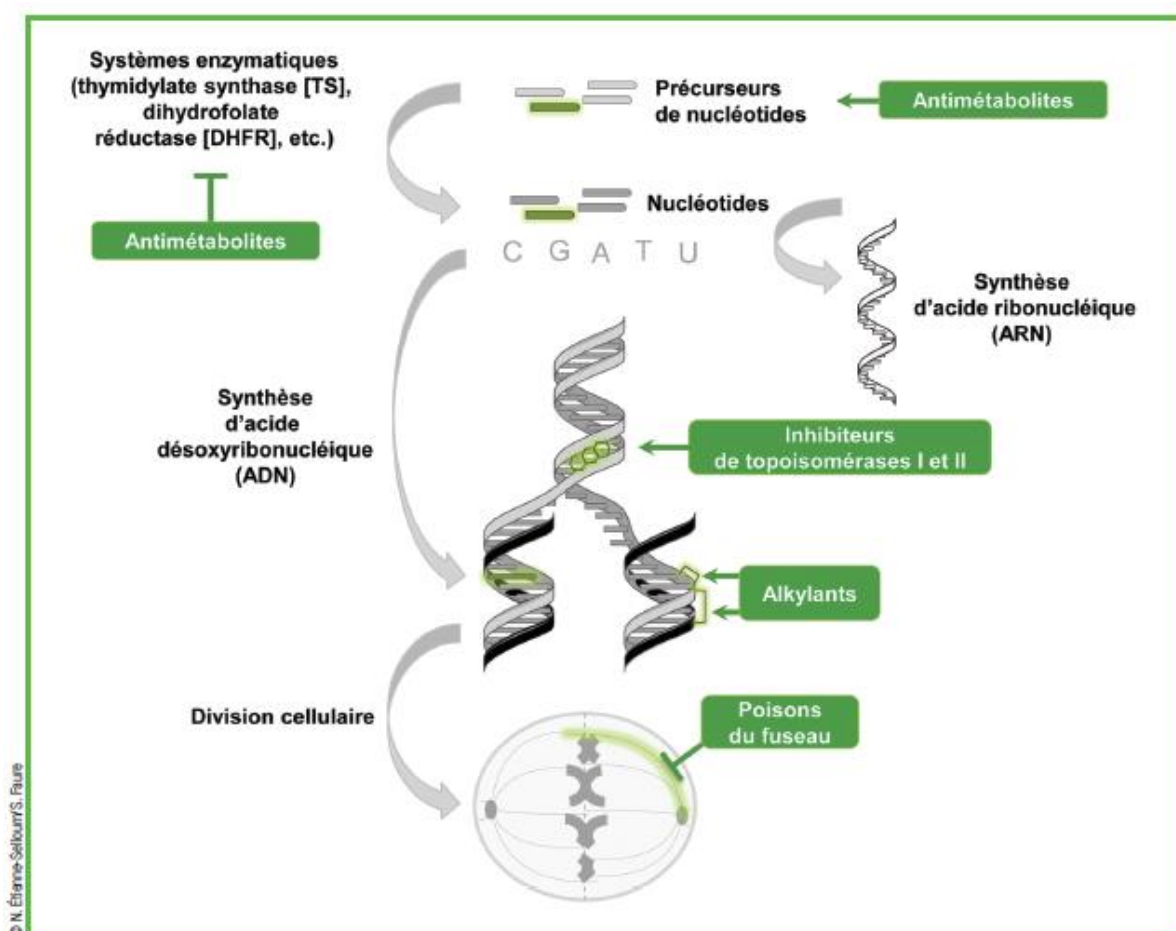 Systèmes enzymatiques
(thymidylate synthase [TS],
dihydrofolate
réductase [DHFR], etc.)
Précurseurs
de nucléotides
Antimétabolites
Antimétabolites
Nucléotides
C G A T U
Synthèse
d'acide ribonucléique
(ARN)
Synthèse
d'acide
désoxyribonucléique
(ADN)
Inhibiteurs
de topoisomérases I et II
Alkylants
Division cellulaire
Poisons
du fuseau
© N. Étienne-Selloum/S. Faure